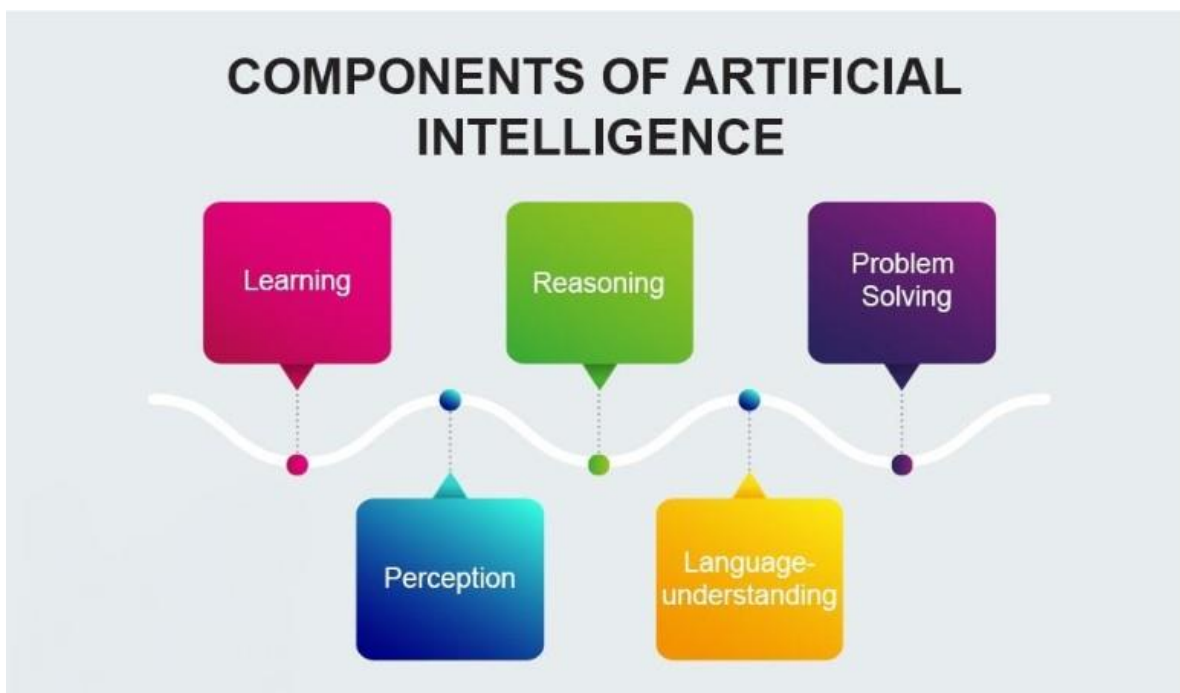 COMPONENTS OF ARTIFICIAL
INTELLIGENCE
Learning
Reasoning
Problem
Solving
Perception
Language-
understanding